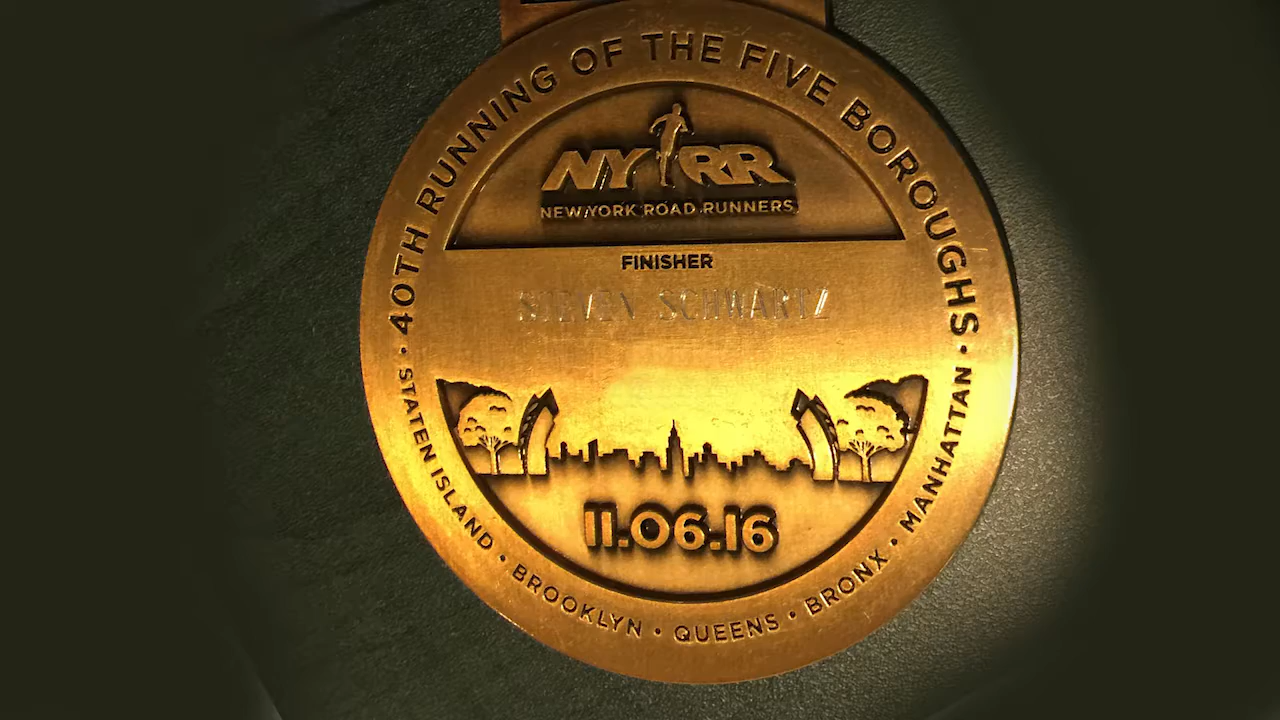 40TH RUNNING OF THE FIVE BOROUGHS
NYRR
NEW YORK ROAD RUNNERS
FINISHER
STEVEN SCHWARTZ
11.06.16
• STATEN ISLAND • BROOKLYN • QUEENS • BRONX • MANHATTAN •